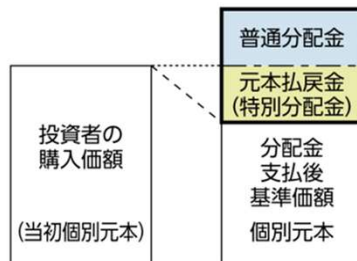 普通分配金
元本払戻金
(特別分配金)
投資者の
購入価額
(当初個別元本)
分配金
支払後
基準価額
個別元本